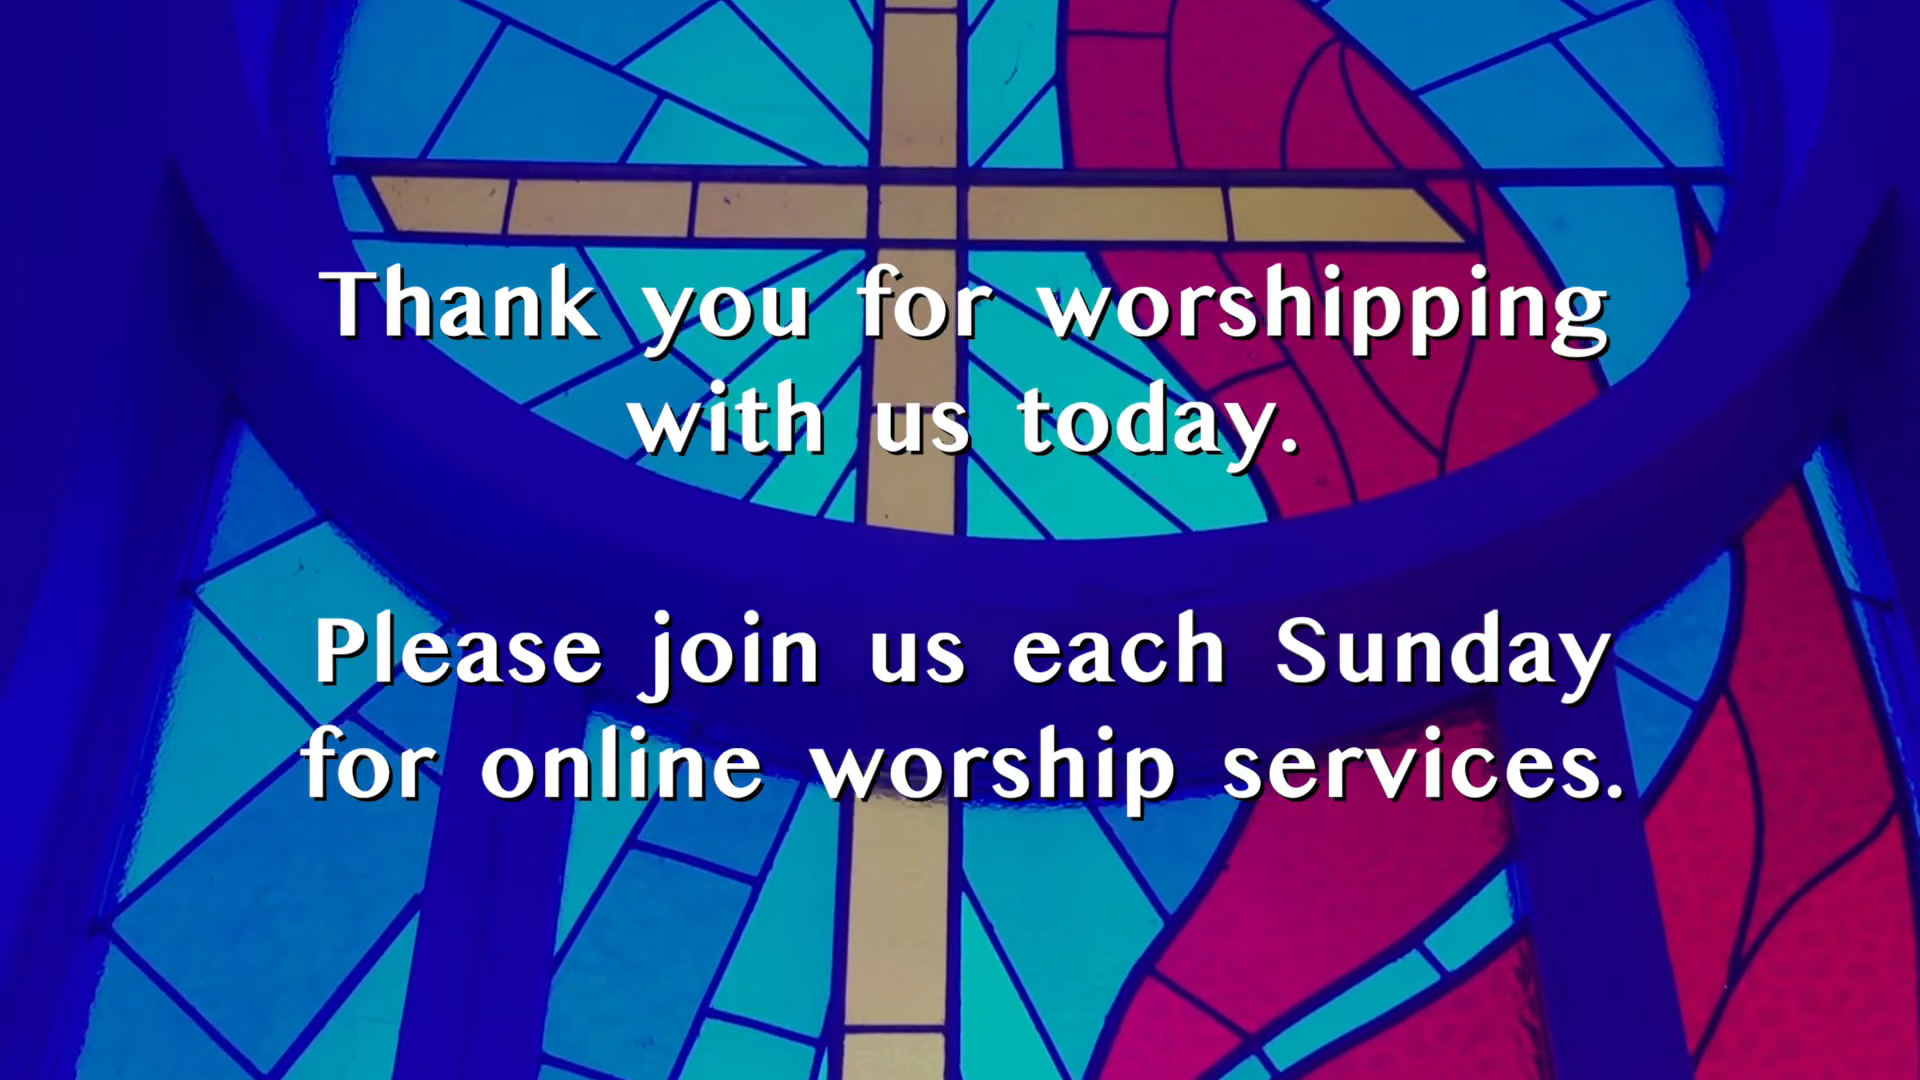 Thank you for worshipping
with us today.
Please join us each Sunday
for online worship services.